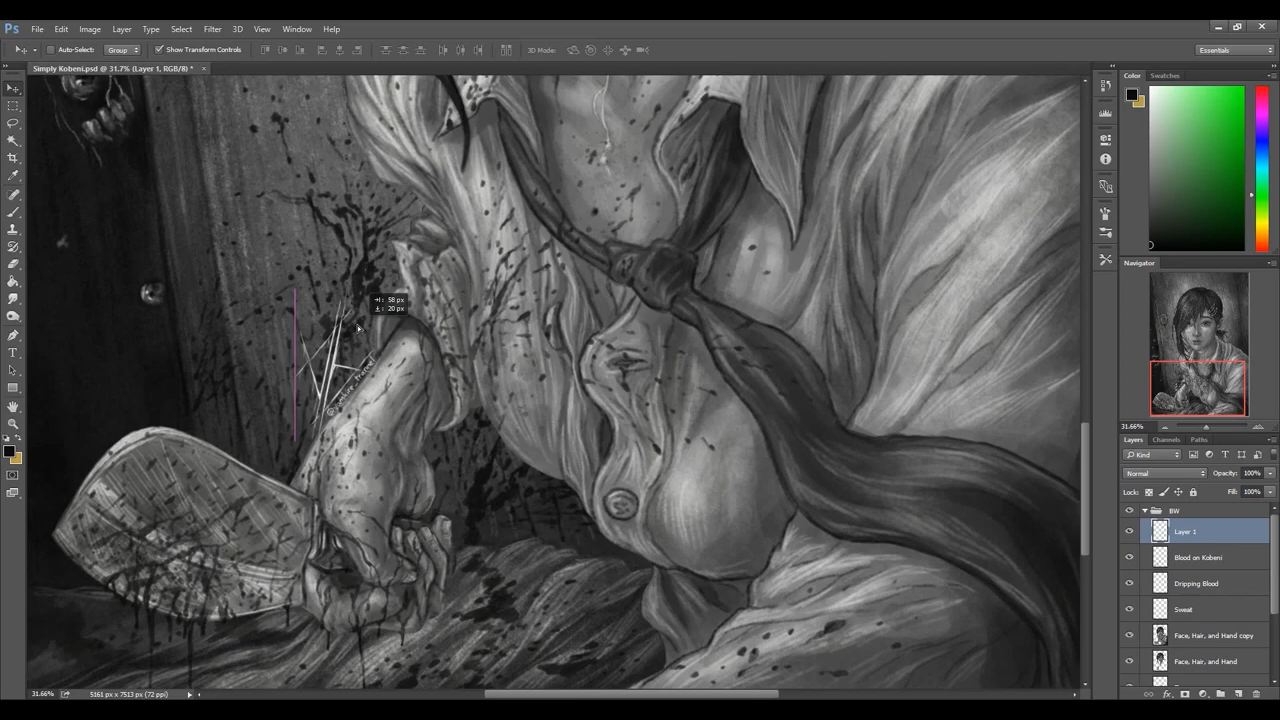 Ps File Edit Image Layer Type Select Filter 3D View Window Help
Auto-Select: Group Show Transform Controls 3D Mode: Essentials
Simply Kobeni.psd @ 31.7% (Layer 1, RGB/8) * ×
Color Swatches
Navigator
31.66%
Layers Channels Paths
Kind
Normal Opacity: 100%
Lock: Fill: 100%
BW
Layer 1
Blood on Kobeni
Dripping Blood
Sweat
Face, Hair, and Hand copy
Face, Hair, and Hand
58 px
20 px
31.66% 5161 px x 7513 px (72 ppi)